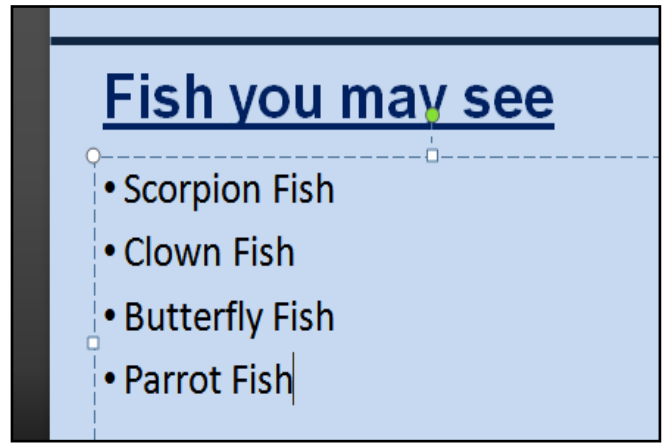 Fish you may see
• Scorpion Fish
• Clown Fish
• Butterfly Fish
• Parrot Fish